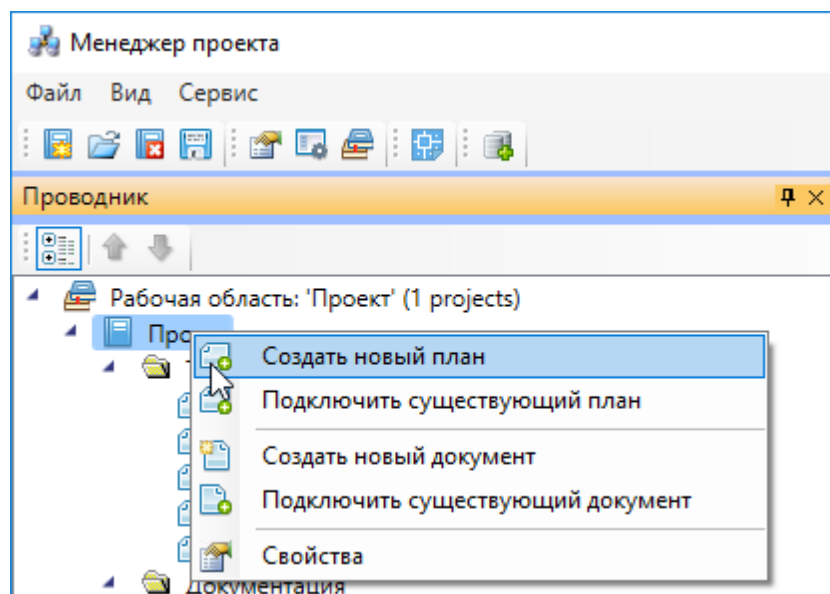 Менеджер проекта
Файл Вид Сервис
Проводник
Рабочая область: 'Проект' (1 projects)
Создать новый план
Подключить существующий план
Создать новый документ
Подключить существующий документ
Свойства
Документация